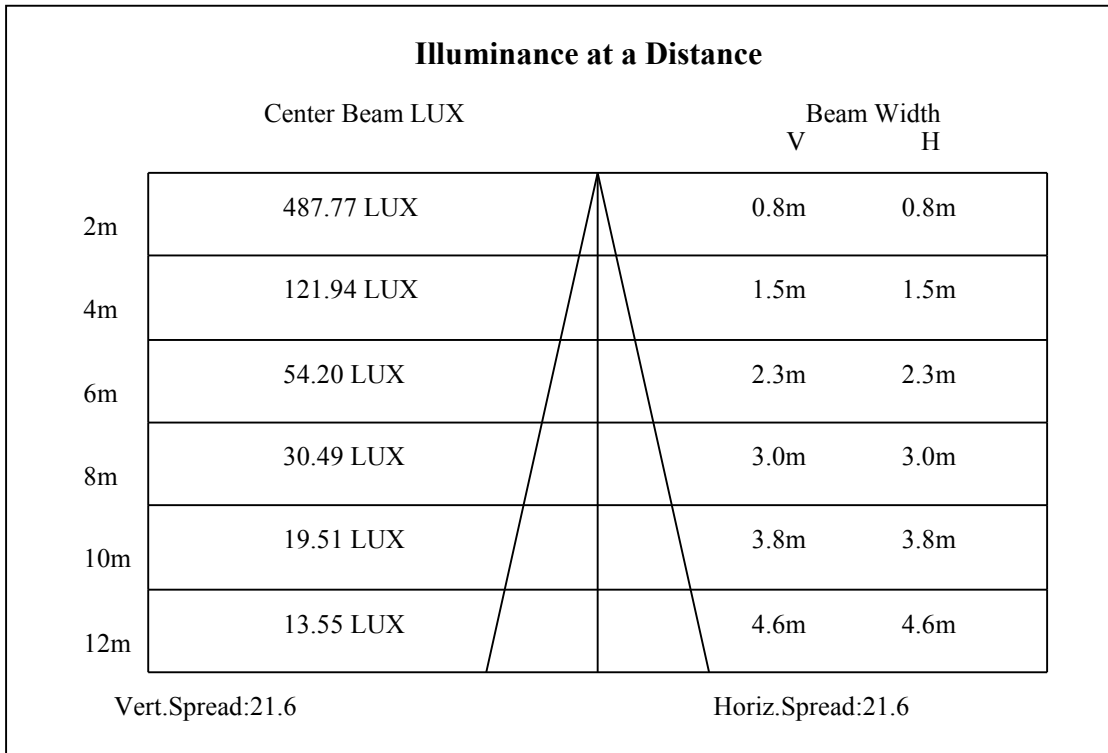 Illuminance at a Distance
Center Beam LUX Beam Width
V H
2m 487.77 LUX 0.8m 0.8m
4m 121.94 LUX 1.5m 1.5m
6m 54.20 LUX 2.3m 2.3m
8m 30.49 LUX 3.0m 3.0m
10m 19.51 LUX 3.8m 3.8m
12m 13.55 LUX 4.6m 4.6m
Vert.Spread:21.6 Horiz.Spread:21.6